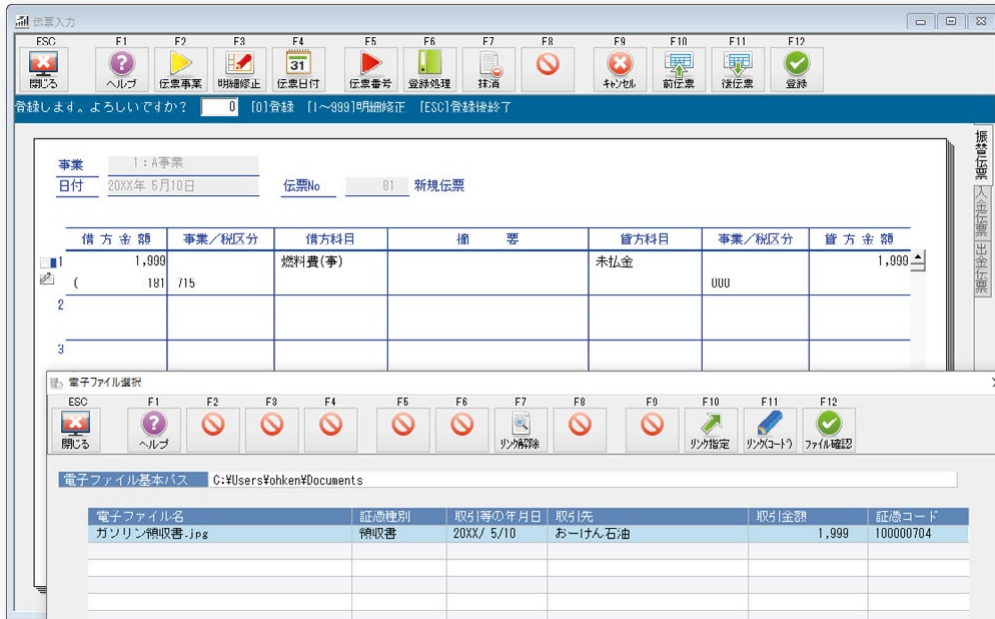 伝票入力
ESC F1 F2 F3 F4 F5 F6 F7 F8 F9 F10 F11 F12
閉じる ヘルプ 伝票事業 明細修正 伝票日付 伝票番号 登録処理 抹消 キャンセル 前伝票 後伝票 登録
31
登録します。よろしいですか? 0 [0]登録 [1~999]明細修正 [ESC]登録後終了
振替伝票
入金伝票
出金伝票
事業 1:A事業
日付 20XX年 5月10日 伝票No 81 新規伝票
借方金額 事業/税区分 借方科目 摘要 貸方科目 事業/税区分 貸方金額
1 1,999 燃料費(事) 未払金 1,999
( 181 715 000
2
3
電子ファイル選択
ESC F1 F2 F3 F4 F5 F6 F7 F8 F9 F10 F11 F12
閉じる ヘルプ リンク解除 リンク指定 リンク(コード) ファイル確認
電子ファイル基本パス C:¥Users¥ohken¥Documents
電子ファイル名 証憑種別 取引等の年月日 取引先 取引金額 証憑コード
ガソリン領収書.jpg 領収書 20XX/ 5/10 おーけん石油 1,999 100000704